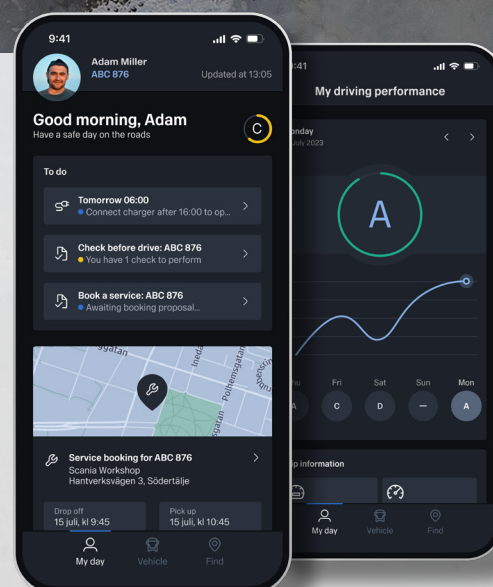 9:41
Adam Miller
ABC 876
Updated at 13:05
Good morning, Adam
Have a safe day on the roads
C
To do
Tomorrow 06:00
Connect charger after 16:00 to op...
Check before drive: ABC 876
You have 1 check to perform
Book a service: ABC 876
Awaiting booking proposal...
Polhemsgatan
Service booking for ABC 876
Scania Workshop
Hantverksvägen 3, Södertälje
Drop off
15 juli, kl 9:45
Pick up
15 juli, kl 10:45
My day
Vehicle
Find
:41
My driving performance
onday
July 2023
A
hu
Fri
Sat
Sun
Mon
A
C
D
–
A
ip information
My day
Vehicle
Find